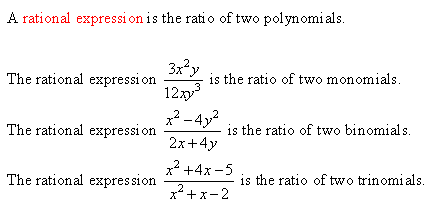 A rational expression is the ratio of two polynomials.
The rational expression 3x²y / 12xy³ is the ratio of two monomials.
The rational expression x² – 4y² / 2x + 4y is the ratio of two binomials.
The rational expression x² + 4x – 5 / x² + x – 2 is the ratio of two trinomials.